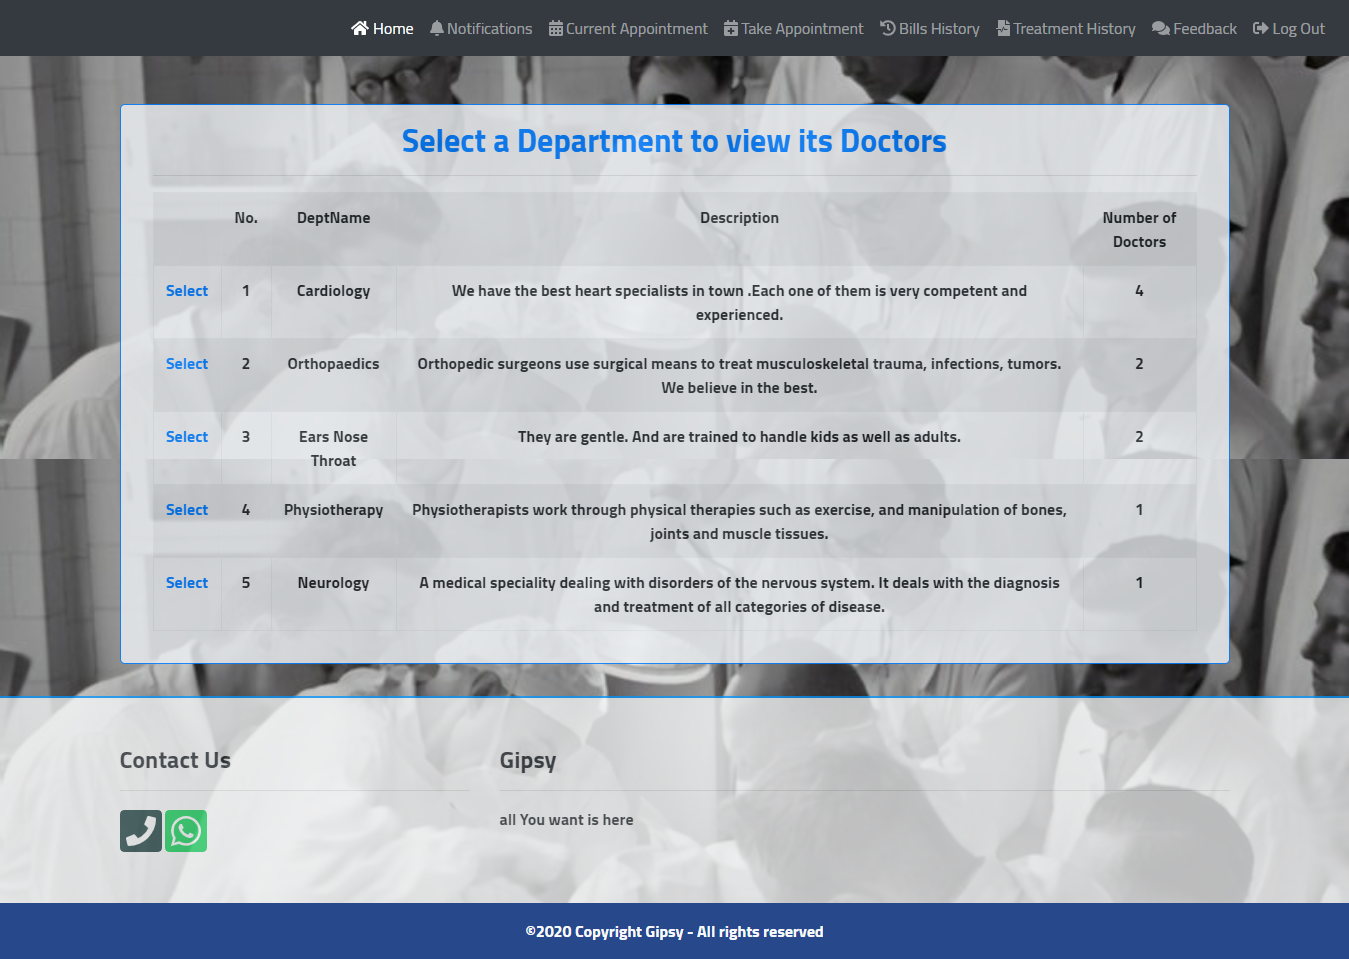 Home Notifications Current Appointment Take Appointment Bills History Treatment History Feedback Log Out
Select a Department to view its Doctors
No. DeptName Description Number of
Doctors
Select 1 Cardiology We have the best heart specialists in town .Each one of them is very competent and
experienced. 4
Select 2 Orthopaedics Orthopedic surgeons use surgical means to treat musculoskeletal trauma, infections, tumors.
We believe in the best. 2
Select 3 Ears Nose
Throat They are gentle. And are trained to handle kids as well as adults. 2
Select 4 Physiotherapy Physiotherapists work through physical therapies such as exercise, and manipulation of bones,
joints and muscle tissues. 1
Select 5 Neurology A medical speciality dealing with disorders of the nervous system. It deals with the diagnosis
and treatment of all categories of disease. 1
Contact Us
Gipsy
all You want is here
©2020 Copyright Gipsy - All rights reserved